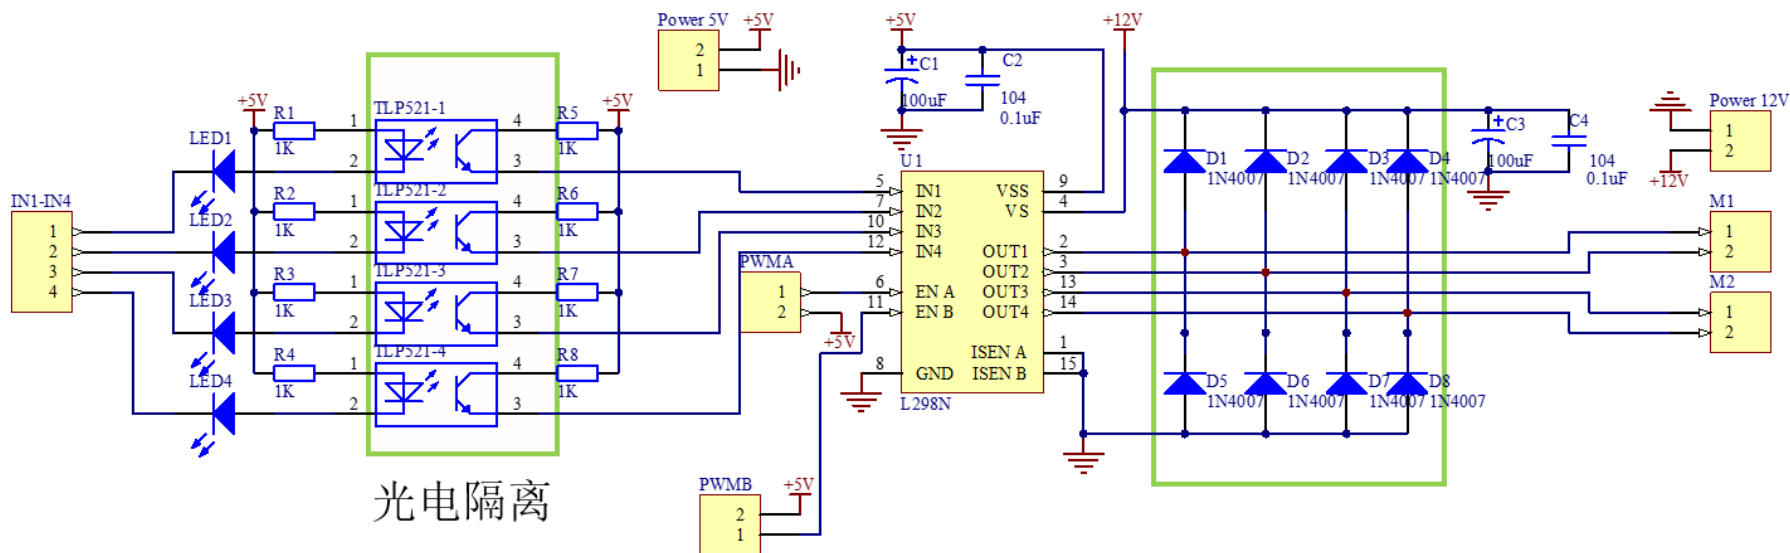 Power 5V
+5V
2
1
+5V
C1
100uF
C2
104
0.1uF
+12V
+5V
R1
1K
R2
1K
R3
1K
R4
1K
LED1
LED2
LED3
LED4
IN1-IN4
1
2
3
4
TLP521-1
1
2
4
3
TLP521-2
1
2
4
3
TLP521-3
1
2
4
3
TLP521-4
1
2
4
3
+5V
R5
1K
R6
1K
R7
1K
R8
1K
光电隔离
PWMA
1
2
+5V
PWMB
+5V
2
1
U1
5 IN1
7 IN2
10 IN3
12 IN4
6 EN A
11 EN B
8 GND
VSS 9
VS 4
OUT1 2
OUT2 3
OUT3 13
OUT4 14
ISEN A 1
ISEN B 15
L298N
D1
1N4007
D2
1N4007
D3
1N4007
D4
1N4007
D5
1N4007
D6
1N4007
D7
1N4007
D8
1N4007
C3
100uF
C4
104
0.1uF
Power 12V
1
2
+12V
M1
1
2
M2
1
2